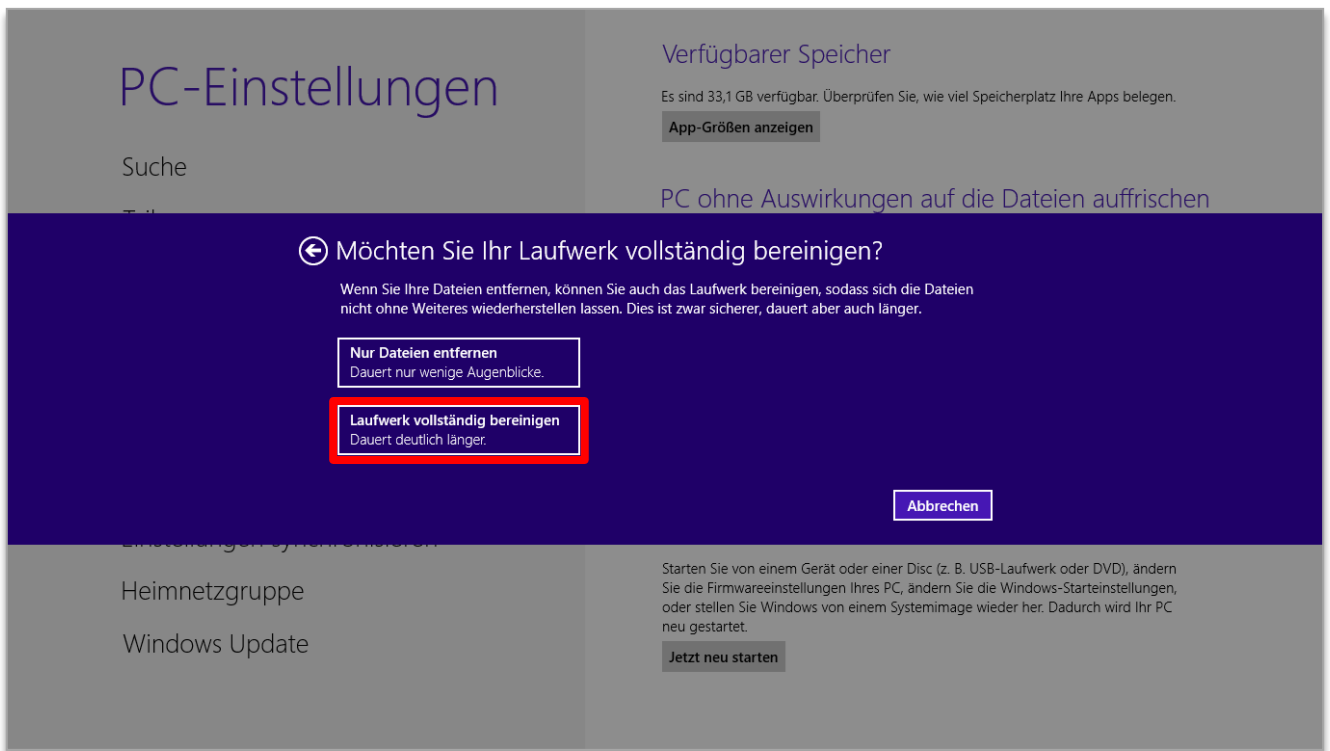 PC-Einstellungen
Suche
Verfügbarer Speicher
Es sind 33,1 GB verfügbar. Überprüfen Sie, wie viel Speicherplatz Ihre Apps belegen.
App-Größen anzeigen
PC ohne Auswirkungen auf die Dateien auffrischen
Möchten Sie Ihr Laufwerk vollständig bereinigen?
Wenn Sie Ihre Dateien entfernen, können Sie auch das Laufwerk bereinigen, sodass sich die Dateien
nicht ohne Weiteres wiederherstellen lassen. Dies ist zwar sicherer, dauert aber auch länger.
Nur Dateien entfernen
Dauert nur wenige Augenblicke.
Laufwerk vollständig bereinigen
Dauert deutlich länger.
Abbrechen
Einstellungen synchronisieren
Heimnetzgruppe
Windows Update
Starten Sie von einem Gerät oder einer Disc (z. B. USB-Laufwerk oder DVD), ändern
Sie die Firmwareeinstellungen Ihres PC, ändern Sie die Windows-Starteinstellungen,
oder stellen Sie Windows von einem Systemimage wieder her. Dadurch wird Ihr PC
neu gestartet.
Jetzt neu starten